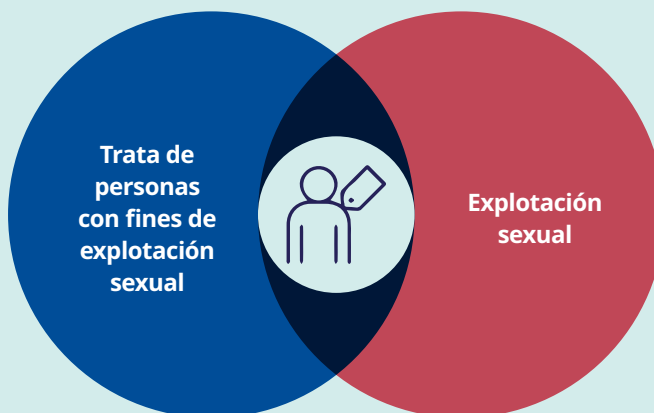 Trata de
personas
con fines de
explotación
sexual
Explotación
sexual